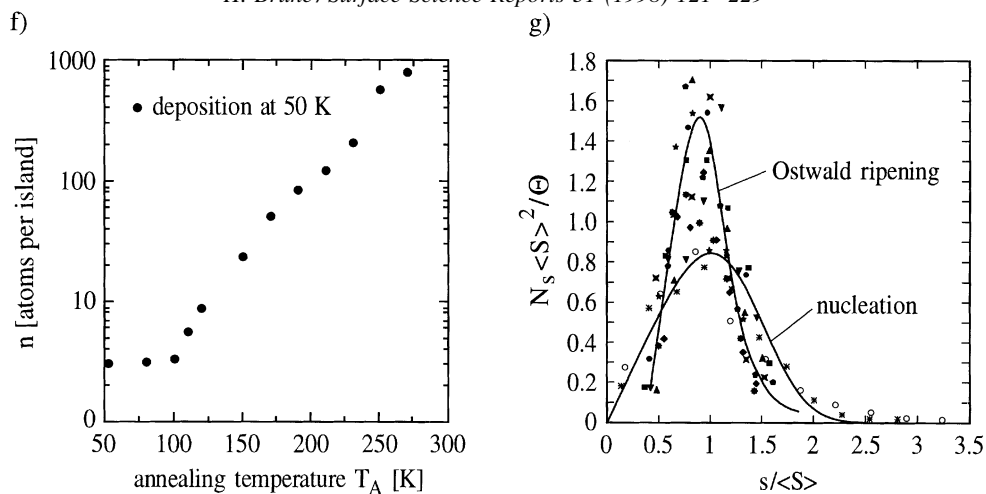 H. Brune / Surface Science Reports 31 (1998) 121–229
f)
g)
1000
100
10
1
0
deposition at 50 K
n [atoms per island]
50
100
150
200
250
300
annealing temperature T_A [K]
1.8
1.6
1.4
1.2
1.0
0.8
0.6
0.4
0.2
0
Ostwald ripening
nucleation
N_s <S>²/Θ
0
0.5
1
1.5
2
2.5
3
3.5
s/<S>